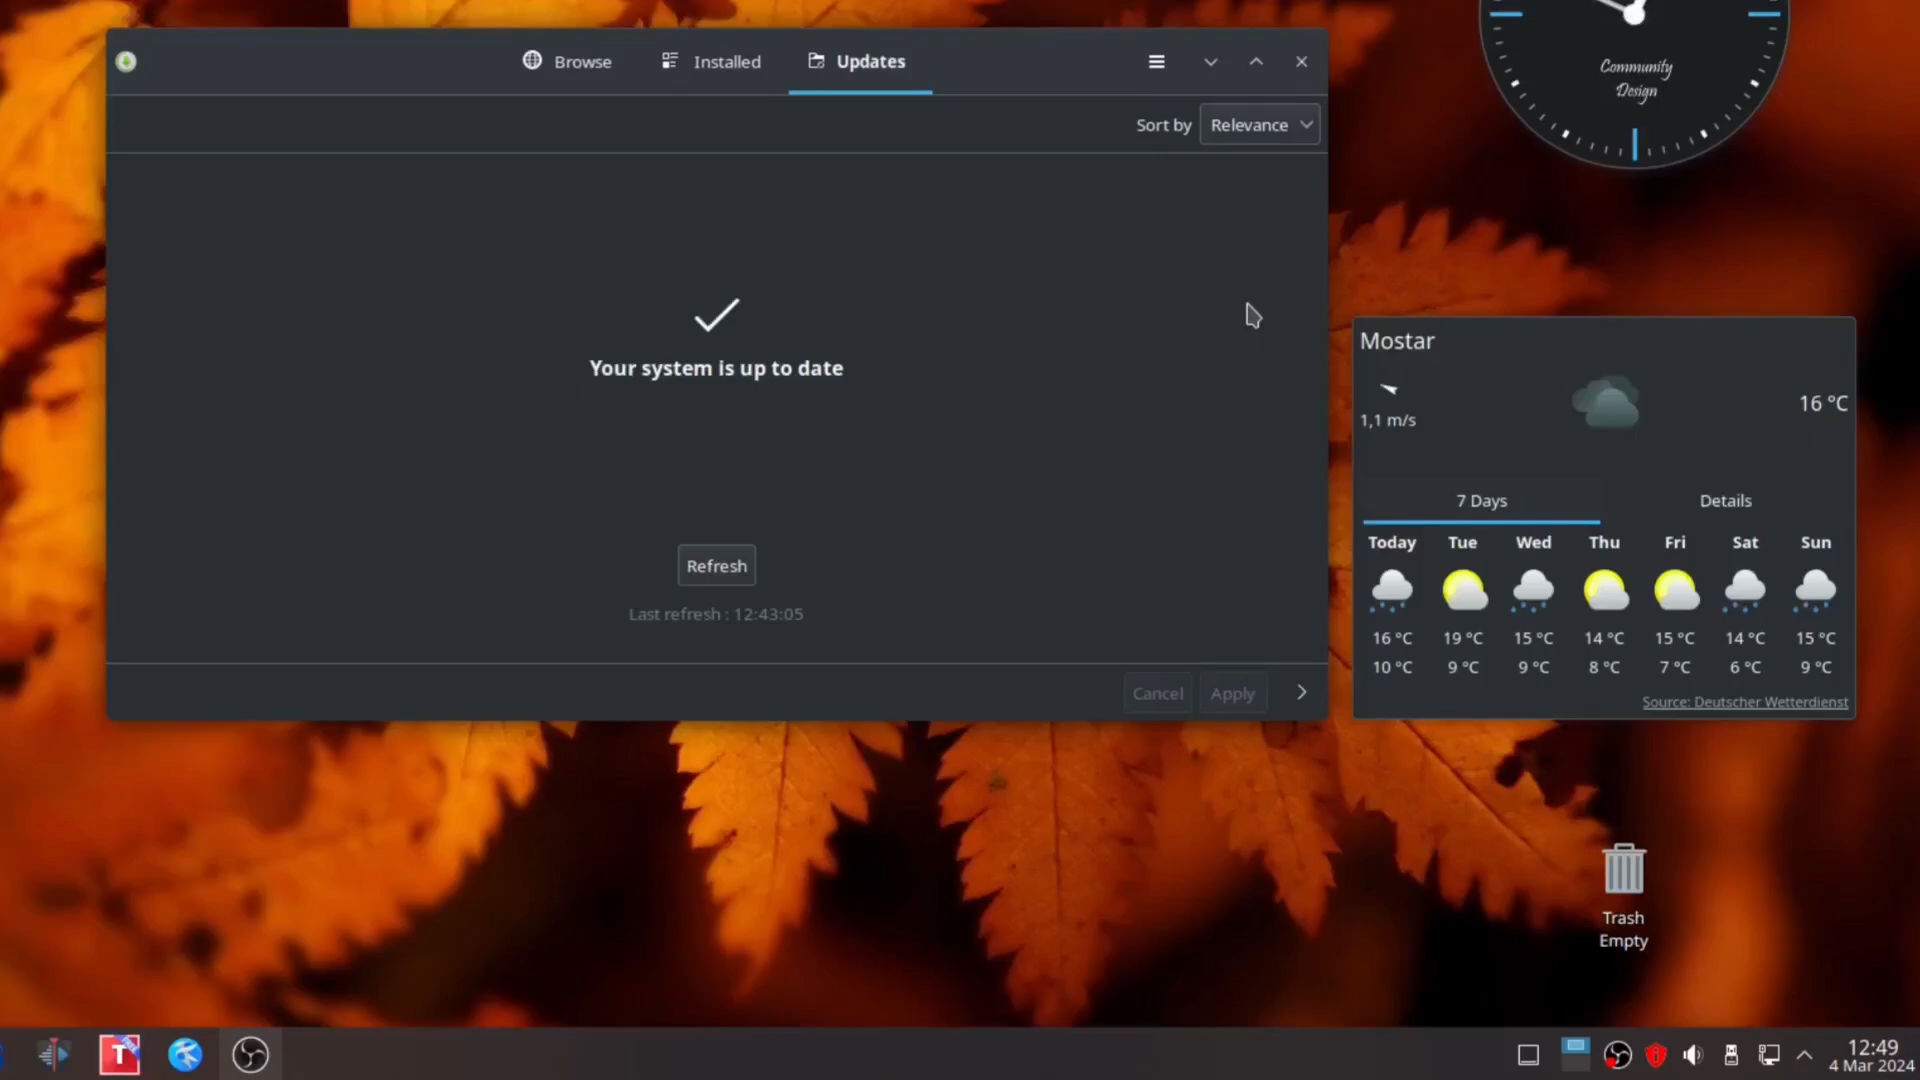 Browse
Installed
Updates
Sort by
Relevance
Your system is up to date
Refresh
Last refresh : 12:43:05
Cancel
Apply
Community
Design
Mostar
1,1 m/s
16 °C
7 Days
Details
Today Tue Wed Thu Fri Sat Sun
16 °C 19 °C 15 °C 14 °C 15 °C 14 °C 15 °C
10 °C 9 °C 9 °C 8 °C 7 °C 6 °C 9 °C
Source: Deutscher Wetterdienst
Trash
Empty
T
12:49
4 Mar 2024